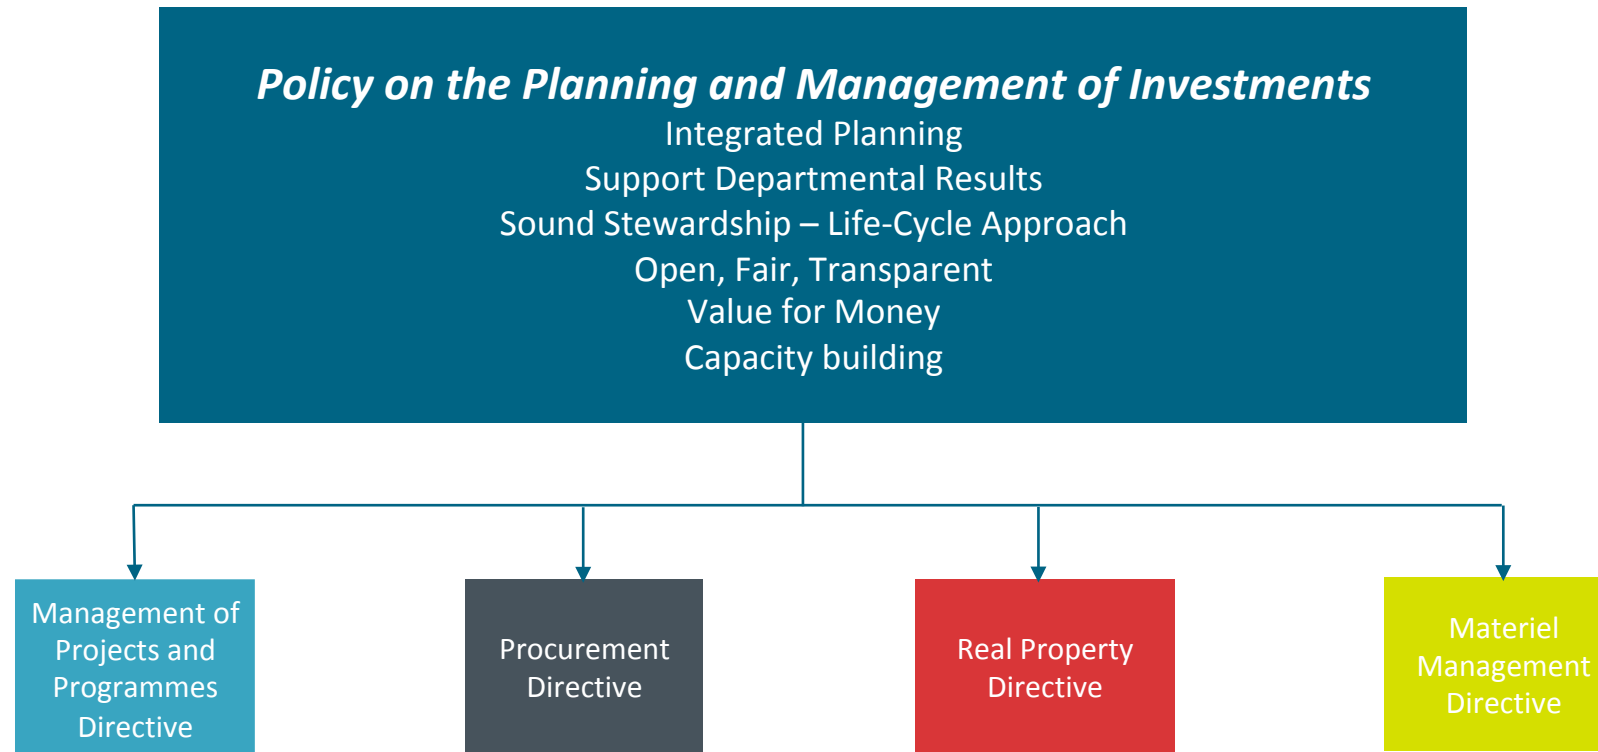 Policy on the Planning and Management of Investments
Integrated Planning
Support Departmental Results
Sound Stewardship – Life-Cycle Approach
Open, Fair, Transparent
Value for Money
Capacity building
Management of
Projects and
Programmes
Directive
Procurement
Directive
Real Property
Directive
Materiel
Management
Directive